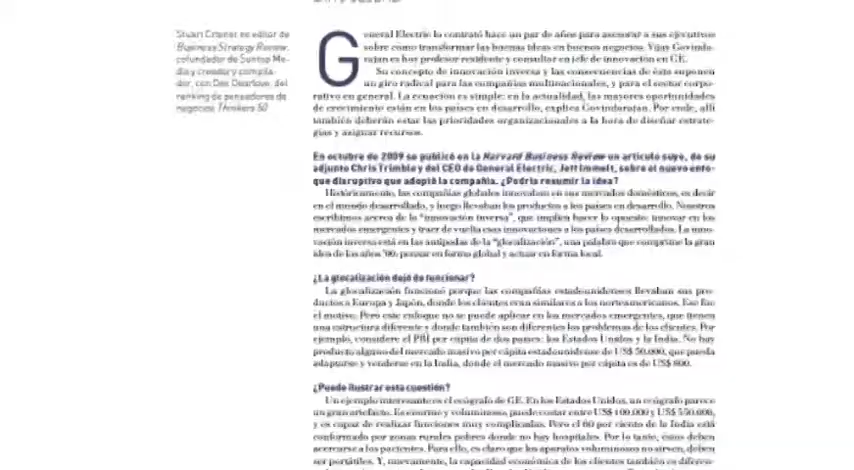 Stuart Crainer es editor de
Business Strategy Review,
cofundador de Suntop Me-
dia y creador y compila-
dor, con Des Dearlove, del
ranking de pensadores de
negocios Thinkers 50
General Electric lo contrató hace un par de años para asesorar a sus ejecutivos
sobre cómo transformar las buenas ideas en buenos negocios. Vijay Govinda-
rajan es hoy profesor residente y consultor en jefe de innovación en GE.
Su concepto de innovación inversa y las consecuencias de ésta suponen
un giro radical para las compañías multinacionales, y para el sector corpo-
rativo en general. La ecuación es simple: en la actualidad, las mayores oportunidades
de crecimiento están en los países en desarrollo, explica Govindarajan. Por ende, allí
también deberán estar las prioridades organizacionales a la hora de diseñar estrate-
gias y asignar recursos.
En octubre de 2009 se publicó en la Harvard Business Review un artículo suyo, de su
adjunto Chris Trimble y del CEO de General Electric, Jeff Immelt, sobre el nuevo enfo-
que disruptivo que adoptó la compañía. ¿Podría resumir la idea?
Históricamente, las compañías globales innovaban en sus mercados domésticos, es decir
en el mundo desarrollado, y luego llevaban los productos a los países en desarrollo. Nosotros
escribimos acerca de la "innovación inversa", que implica hacer lo opuesto: innovar en los
mercados emergentes y traer de vuelta esas innovaciones a los países desarrollados. La inno-
vación inversa está en las antípodas de la "glocalización", una palabra que comprime la gran
idea de los años '90: pensar en forma global y actuar en forma local.
¿La glocalización dejó de funcionar?
La glocalización funcionó porque las compañías estadounidenses llevaban sus pro-
ductos a Europa y Japón, donde los clientes eran similares a los norteamericanos. Ese fue
el motivo. Pero este enfoque no se puede aplicar en los mercados emergentes, que tienen
una estructura diferente y donde también son diferentes los problemas de los clientes. Por
ejemplo, considere el PBI per cápita de dos países: los Estados Unidos y la India. No hay
producto alguno del mercado masivo per cápita estadounidense de US$ 50.000, que pueda
adaptarse y venderse en la India, donde el mercado masivo per cápita es de US$ 800.
¿Puede ilustrar esta cuestión?
Un ejemplo interesante es el ecógrafo de GE. En los Estados Unidos, un ecógrafo parece
un gran artefacto. Es enorme y voluminoso, puede costar entre US$ 100.000 y US$ 350.000,
y es capaz de realizar funciones muy complicadas. Pero el 60 por ciento de la India está
conformado por zonas rurales pobres donde no hay hospitales. Por lo tanto, éstos deben
acercarse a los pacientes. Para ello, es claro que los aparatos voluminosos no sirven, deben
ser portátiles. Y, nuevamente, la capacidad económica de los clientes también es diferen-